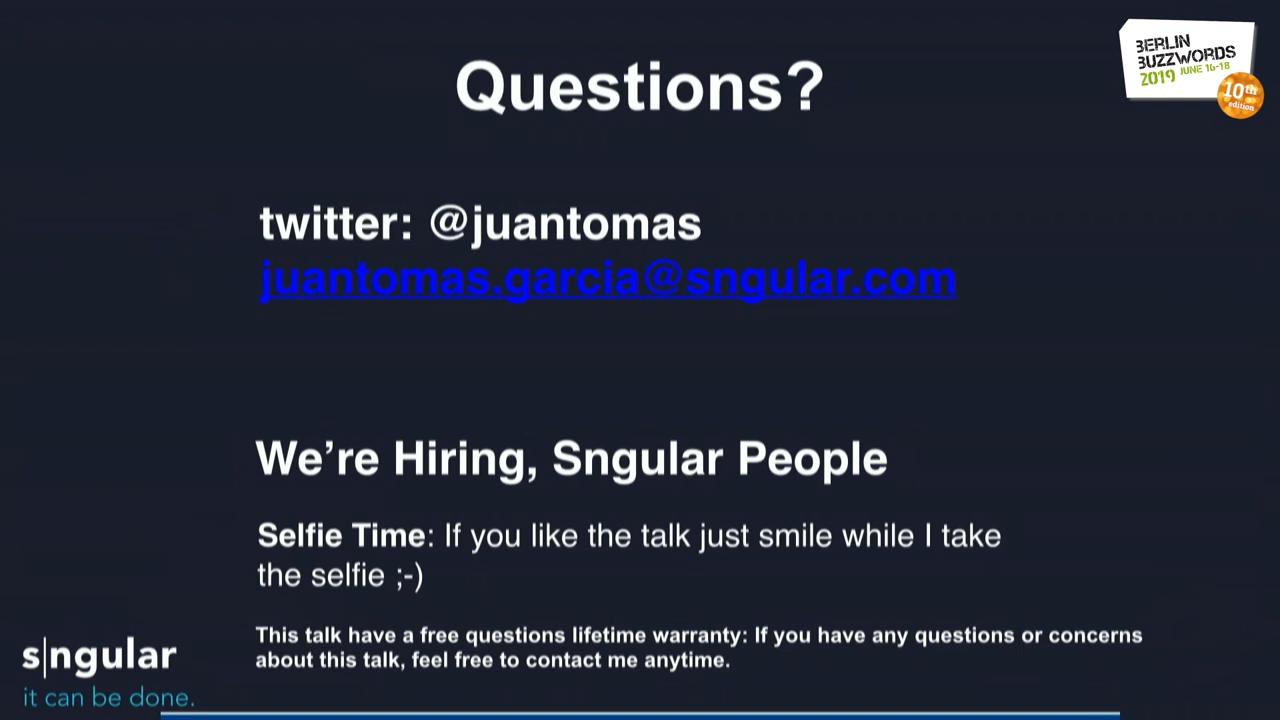 BERLIN
BUZZWORDS
2019 JUNE 16-18
10th
edition
Questions?
twitter: @juantomas
juantomas.garcia@sngular.com
We’re Hiring, Sngular People
Selfie Time: If you like the talk just smile while I take
the selfie ;-)
This talk have a free questions lifetime warranty: If you have any questions or concerns
about this talk, feel free to contact me anytime.
s|ngular
it can be done.